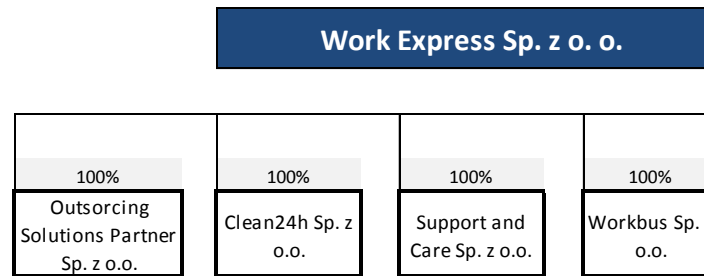 Work Express Sp. z o. o.
100% 100% 100% 100%
Outsorcing
Solutions Partner
Sp. z o.o.
Clean24h Sp. z
o.o.
Support and
Care Sp. z o.o.
Workbus Sp.
o.o.